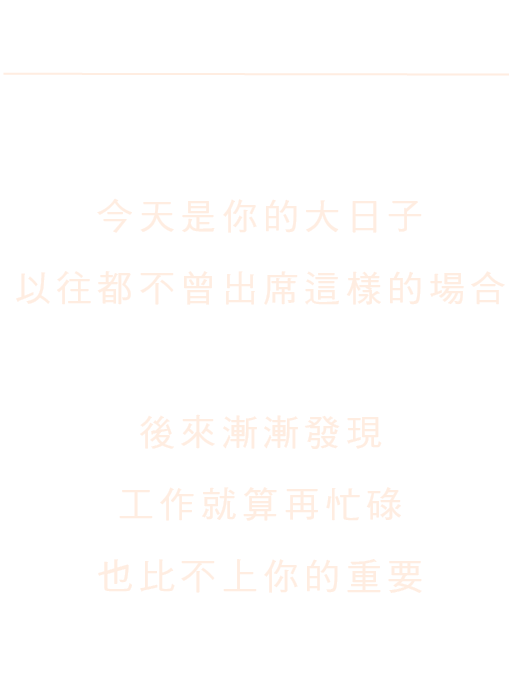 今天是你的大日子
以往都不曾出席這樣的場合
後來漸漸發現
工作就算再忙碌
也比不上你的重要